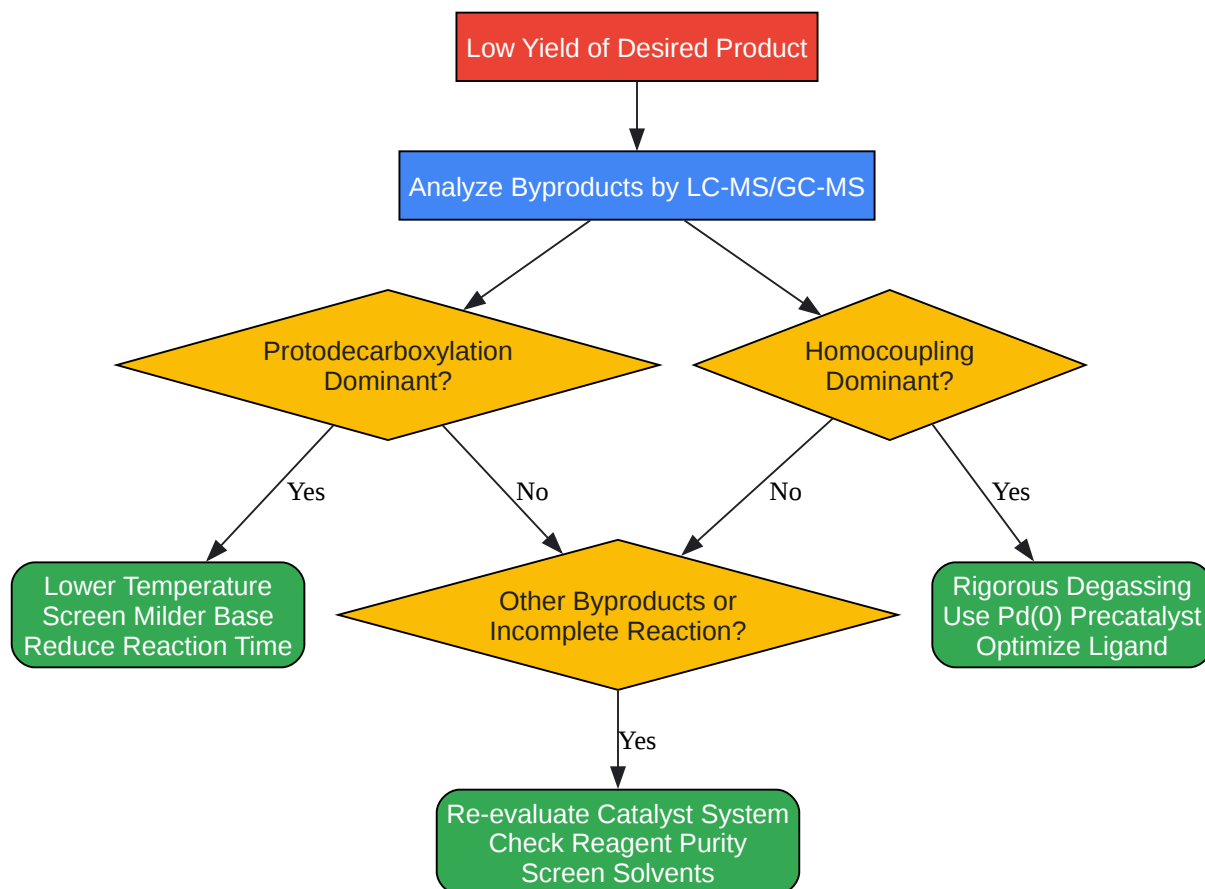 Low Yield of Desired Product
Analyze Byproducts by LC-MS/GC-MS
Protodecarboxylation
Dominant?
Homocoupling
Dominant?
Yes
No
No
Yes
Lower Temperature
Screen Milder Base
Reduce Reaction Time
Other Byproducts or
Incomplete Reaction?
Rigorous Degassing
Use Pd(0) Precatalyst
Optimize Ligand
Yes
Re-evaluate Catalyst System
Check Reagent Purity
Screen Solvents